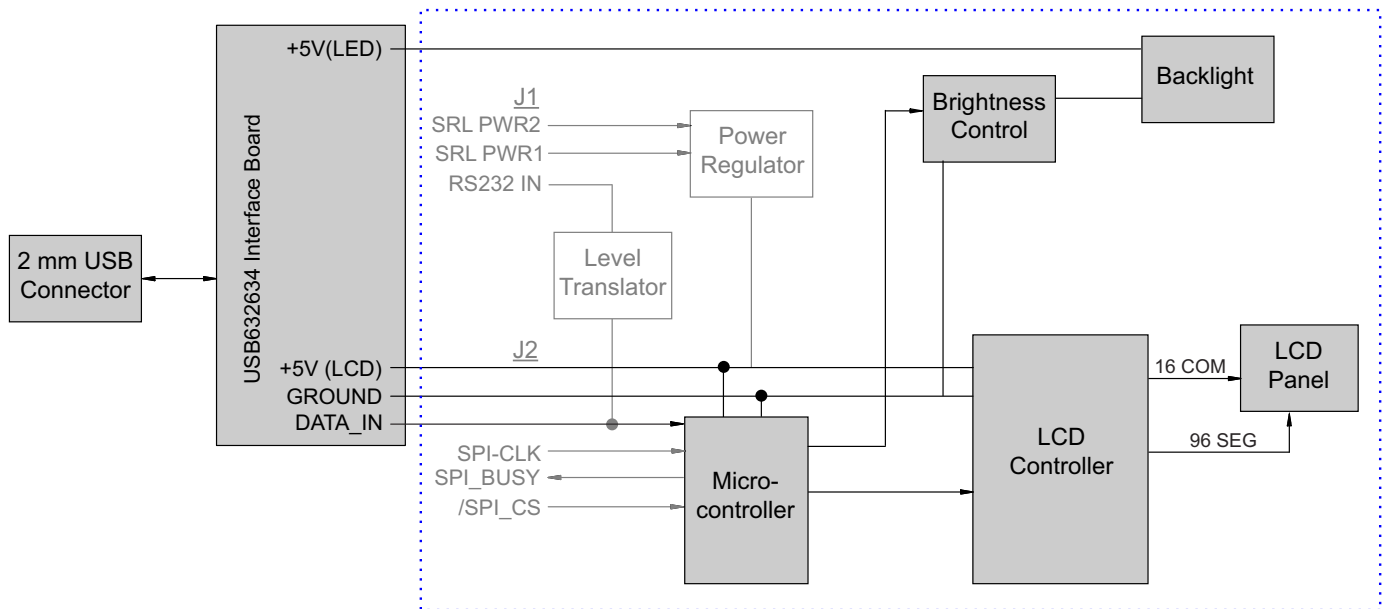 +5V(LED)
Backlight
J1
SRL PWR2
SRL PWR1
RS232 IN
Power
Regulator
Brightness
Control
2 mm USB
Connector
USB632634 Interface Board
Level
Translator
J2
+5V (LCD)
GROUND
DATA_IN
SPI-CLK
SPI_BUSY
/SPI_CS
Micro-
controller
LCD
Controller
16 COM
96 SEG
LCD
Panel